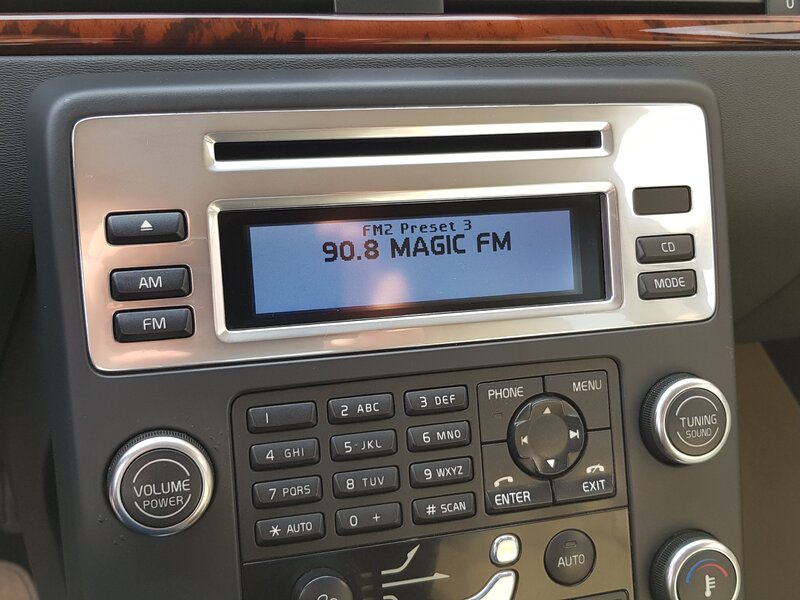 FM2 Preset 3
90.8 MAGIC FM
AM
FM
CD
MODE
1
2 ABC
3 DEF
4 GHI
5-JKL
6 MNO
7 PQRS
8 TUV
9 WXYZ
* AUTO
0 +
# SCAN
PHONE
MENU
ENTER
EXIT
VOLUME
POWER
TUNING
SOUND
AUTO